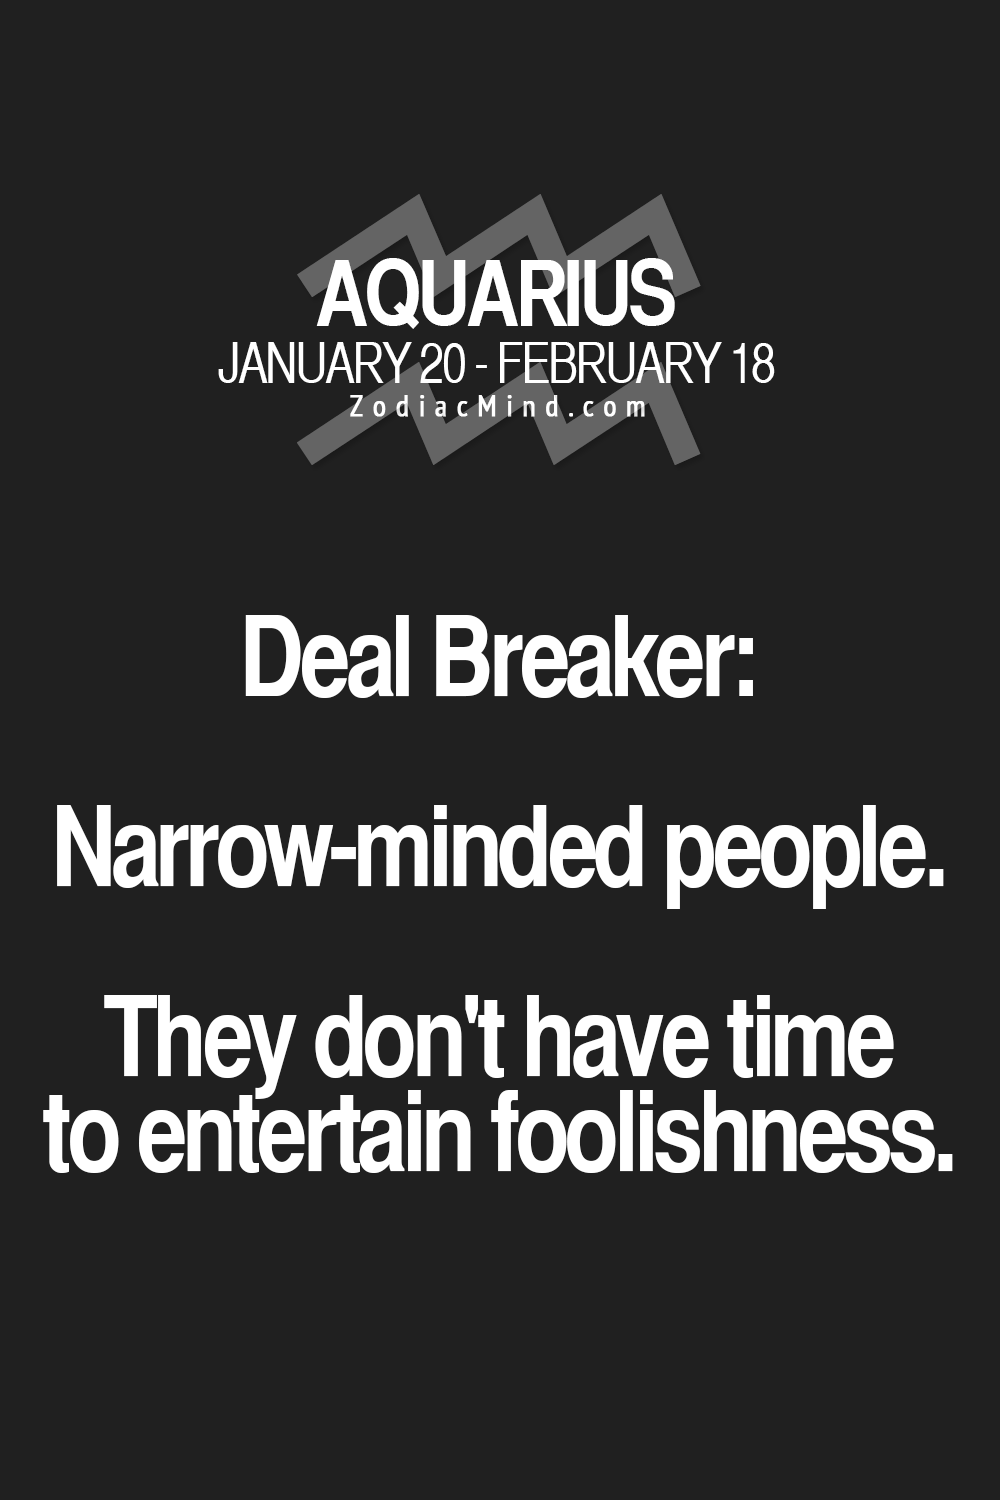 AQUARIUS
JANUARY 20 - FEBRUARY 18
ZodiacMind.com
Deal Breaker:
Narrow-minded people.
They don't have time
to entertain foolishness.